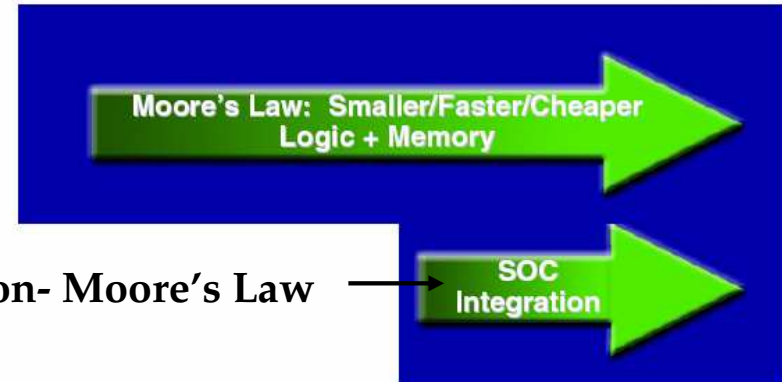 Moore's Law: Smaller/Faster/Cheaper
Logic + Memory
on- Moore's Law
SOC
Integration